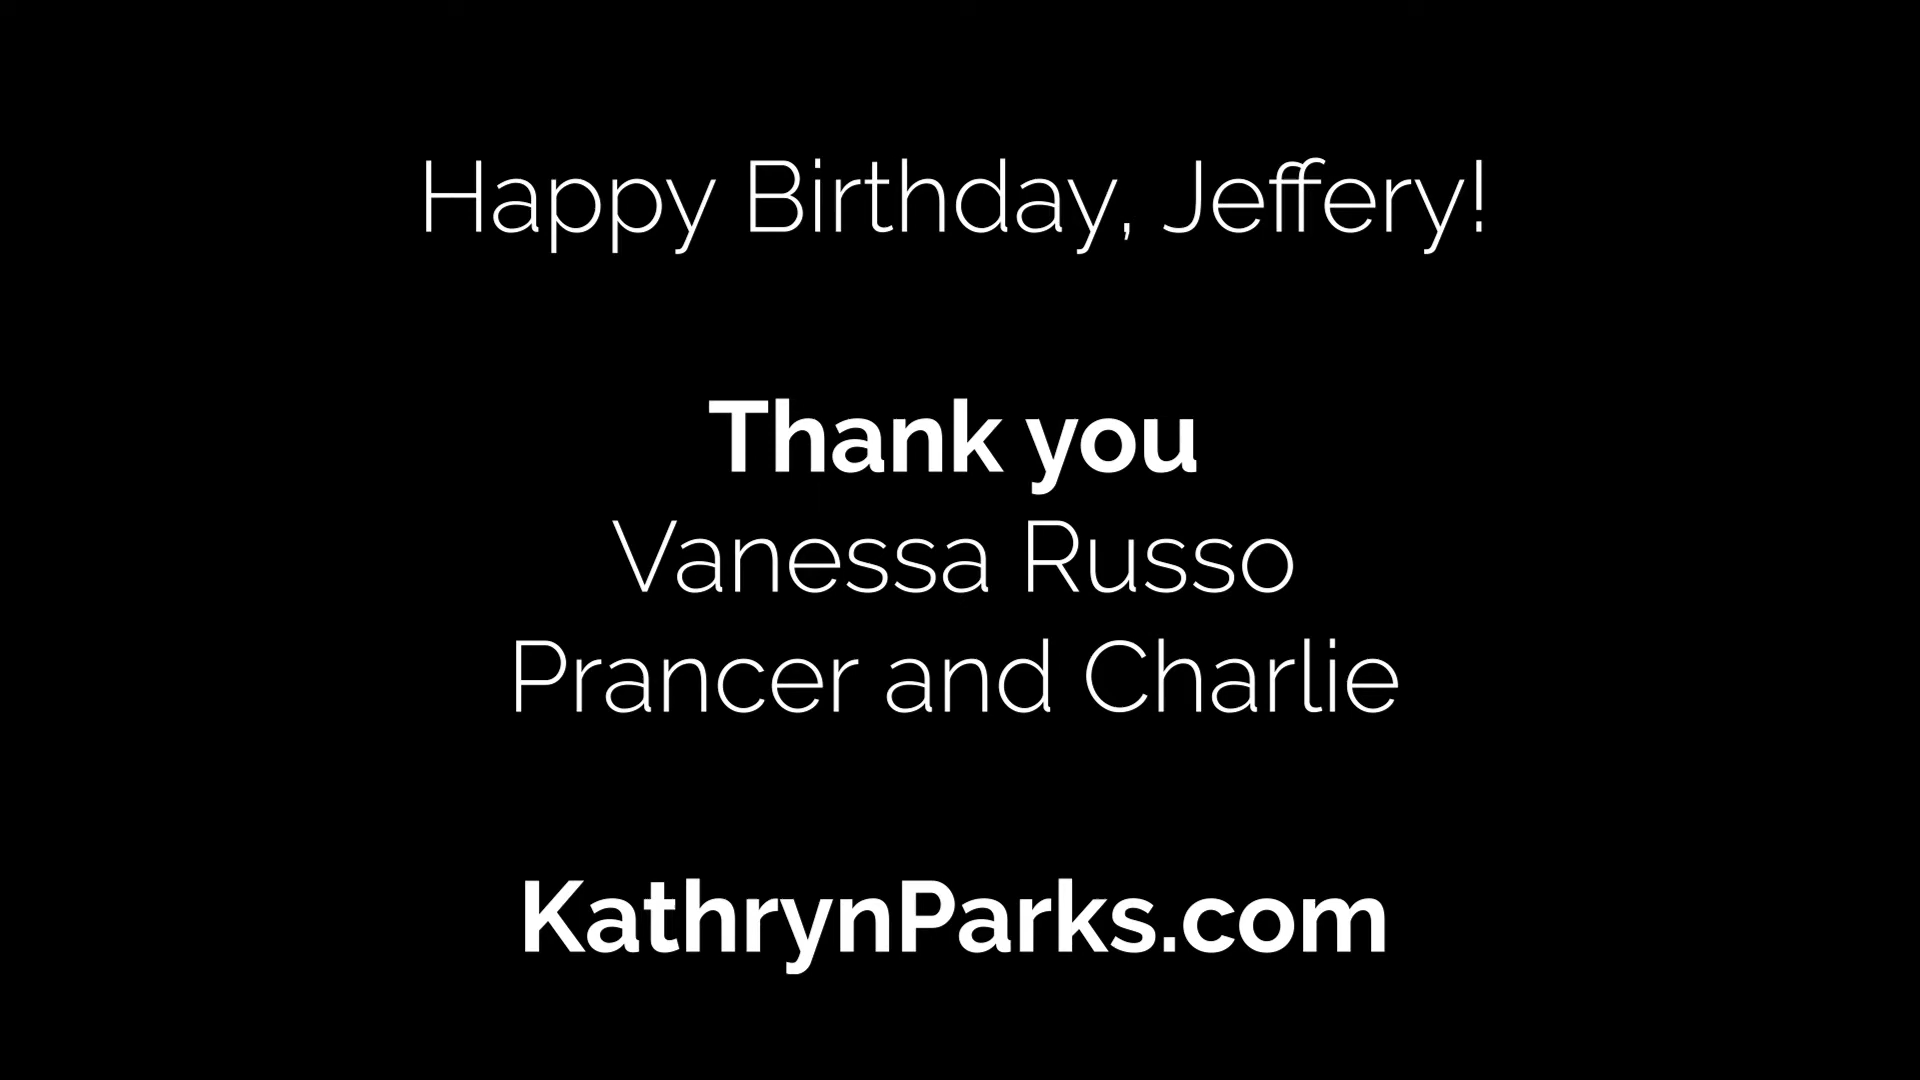 Happy Birthday, Jeffery!
Thank you
Vanessa Russo
Prancer and Charlie
KathrynParks.com